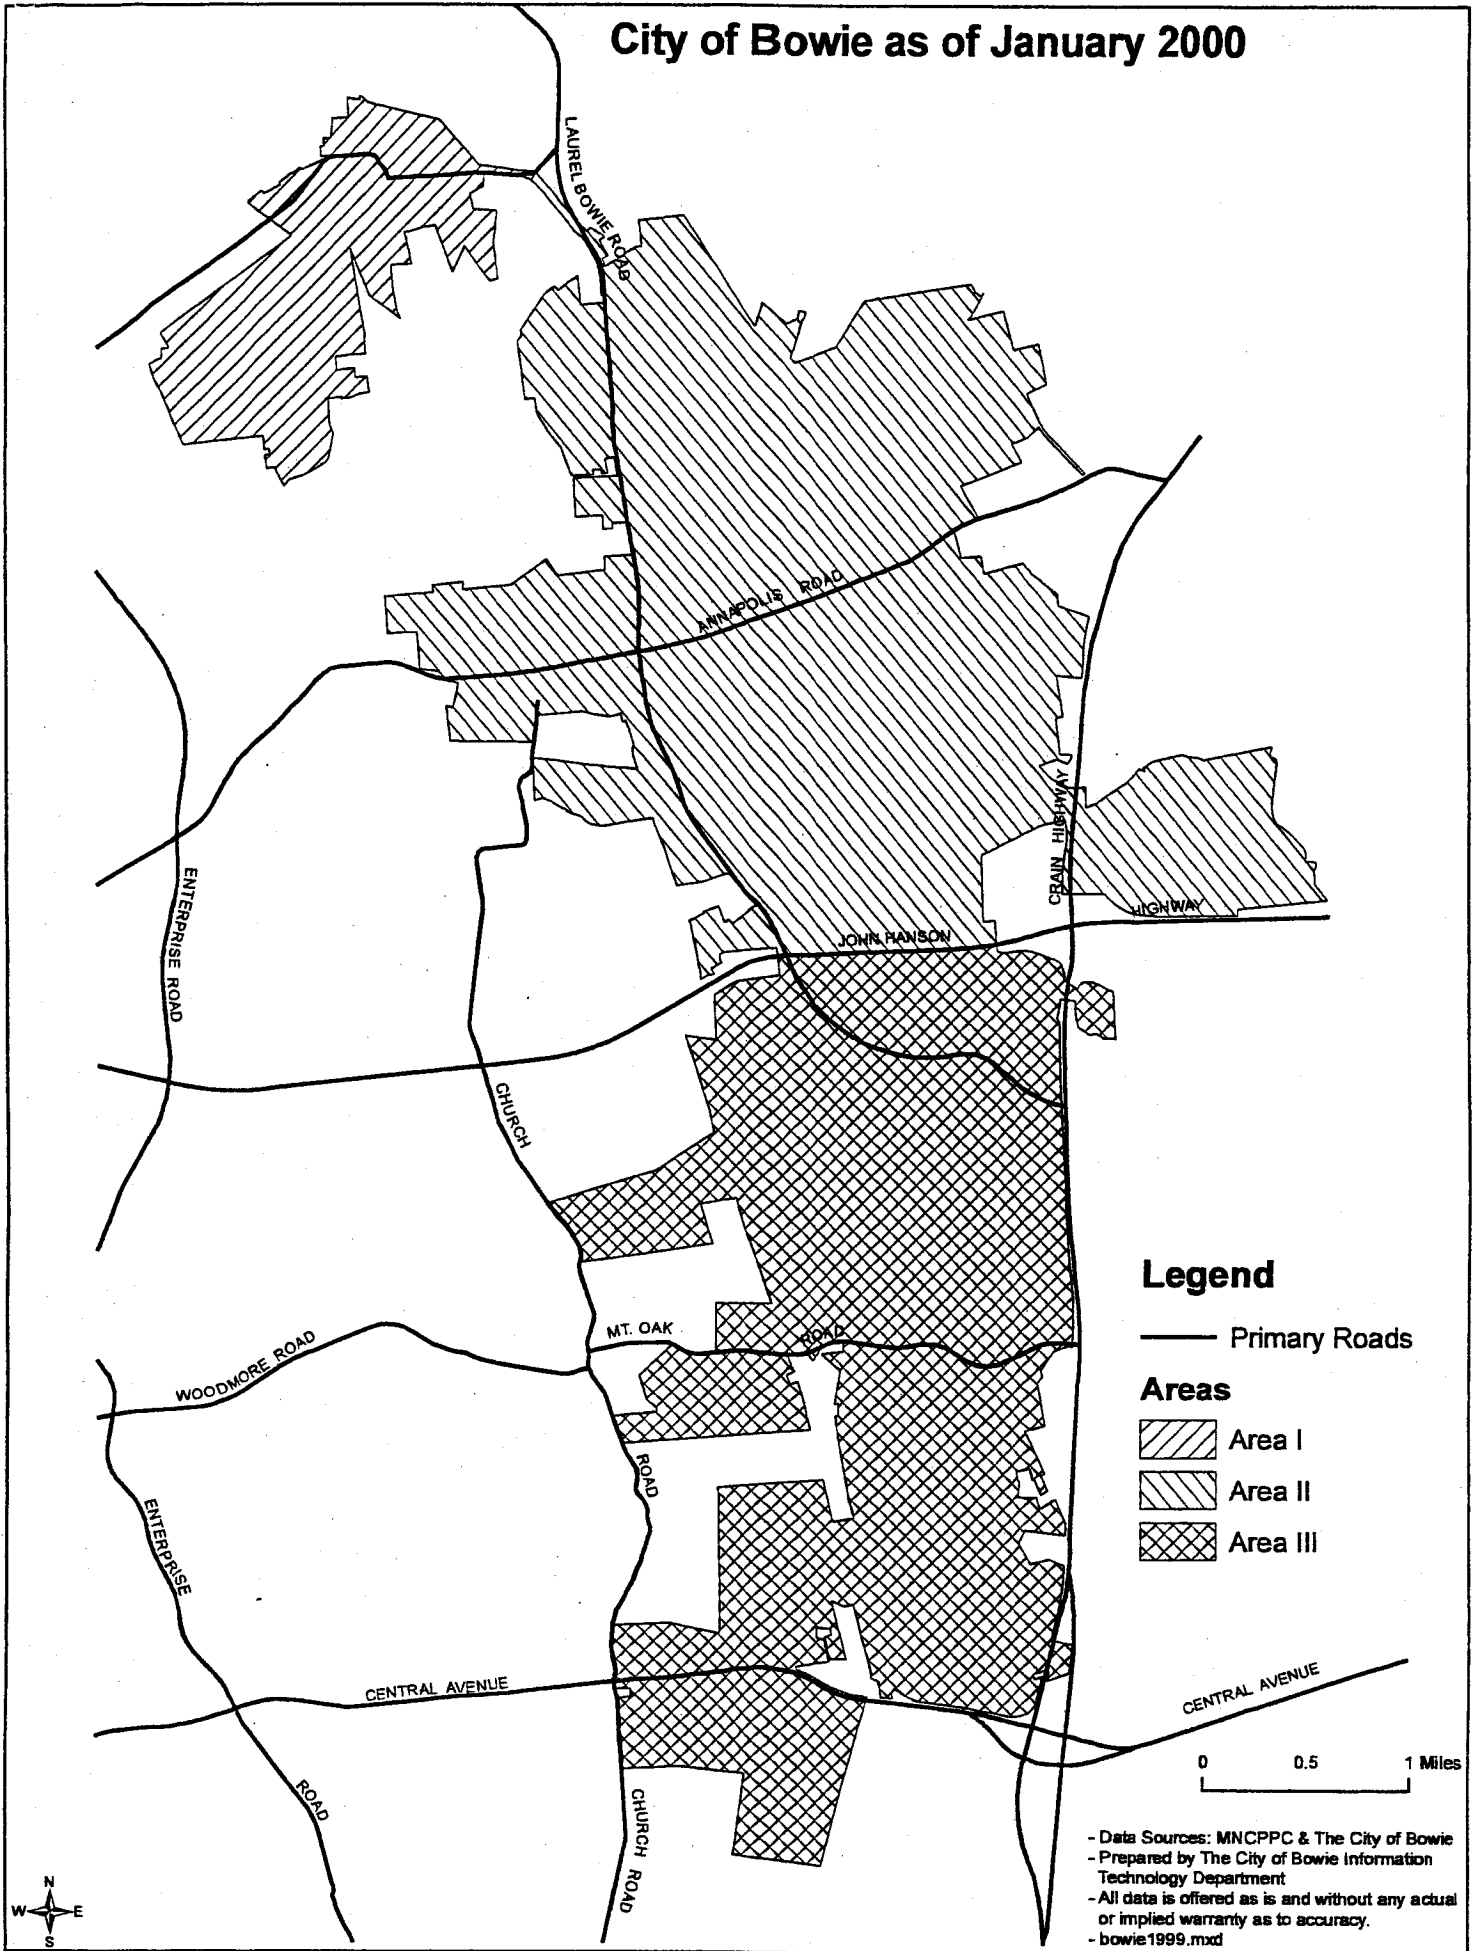 City of Bowie as of January 2000
LAUREL BOWIE ROAD
ANNAPOLIS ROAD
CRAIN HIGHWAY
ENTERPRISE ROAD
JOHN HANSON
HIGHWAY
CHURCH
MT. OAK
ROAD
WOODMORE ROAD
ROAD
ENTERPRISE
CENTRAL AVENUE
CENTRAL AVENUE
ROAD
CHURCH ROAD
Legend
Primary Roads
Areas
Area I
Area II
Area III
0 0.5 1 Miles
- Data Sources: MNCPPC & The City of Bowie
- Prepared by The City of Bowie Information
Technology Department
- All data is offered as is and without any actual
or implied warranty as to accuracy.
- bowie1999.mxd
N
W E
S